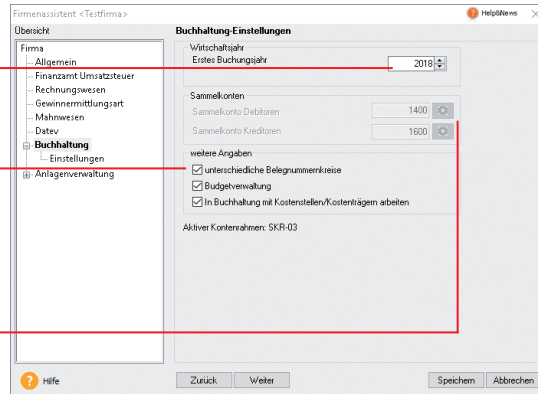 Firmenassistent <Testfirma>
Help&News
Übersicht
Firma
Allgemein
Finanzamt Umsatzsteuer
Rechnungswesen
Gewinnermittlungsart
Mahnwesen
Datev
Buchhaltung
Einstellungen
Anlagenverwaltung
Buchhaltung-Einstellungen
Wirtschaftsjahr
Erstes Buchungsjahr 2018
Sammelkonten
Sammelkonto Debitoren 1400
Sammelkonto Kreditoren 1600
weitere Angaben
unterschiedliche Belegnummernkreise
Budgetverwaltung
In Buchhaltung mit Kostenstellen/Kostenträgern arbeiten
Aktiver Kontenrahmen: SKR-03
? Hilfe
Zurück Weiter Speichern Abbrechen